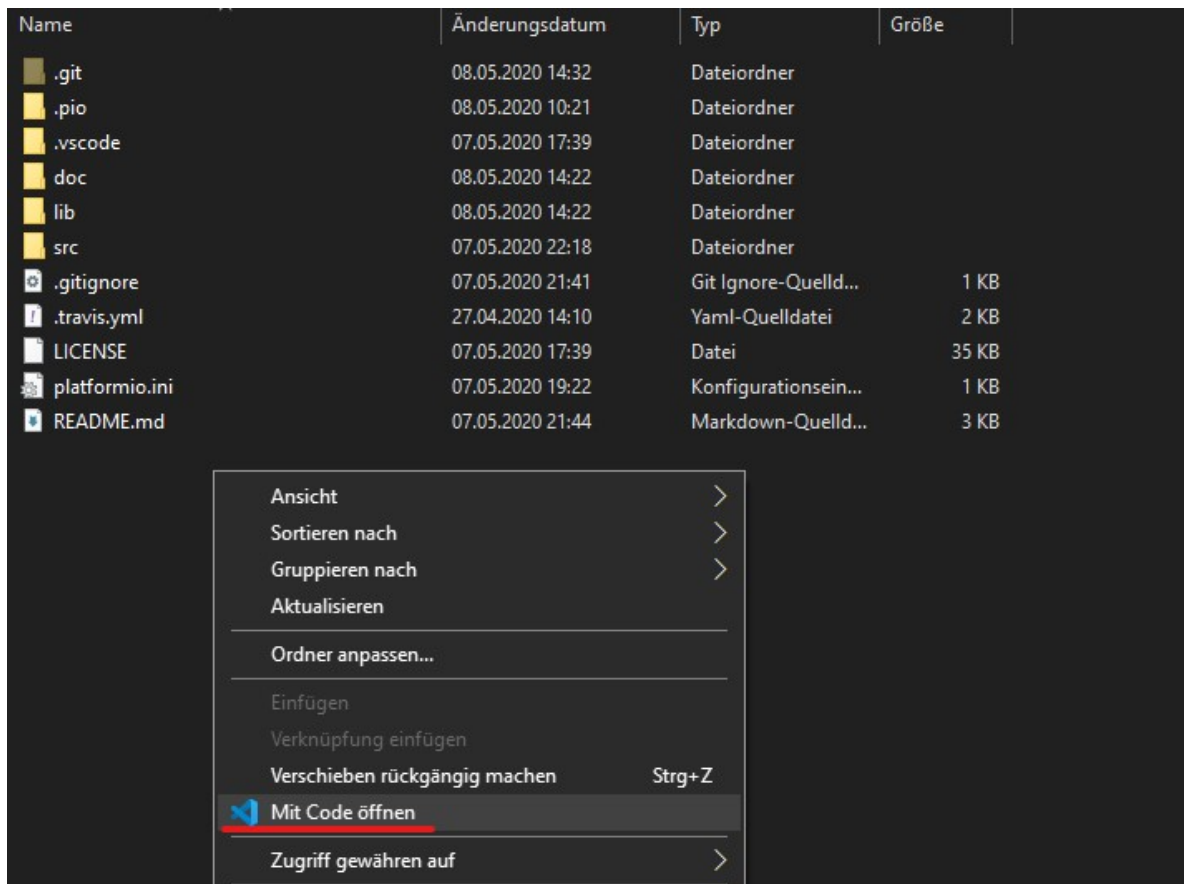 Name Änderungsdatum Typ Größe
.git 08.05.2020 14:32 Dateiordner
.pio 08.05.2020 10:21 Dateiordner
.vscode 07.05.2020 17:39 Dateiordner
doc 08.05.2020 14:22 Dateiordner
lib 08.05.2020 14:22 Dateiordner
src 07.05.2020 22:18 Dateiordner
.gitignore 07.05.2020 21:41 Git Ignore-Quelld... 1 KB
.travis.yml 27.04.2020 14:10 Yaml-Quelldatei 2 KB
LICENSE 07.05.2020 17:39 Datei 35 KB
platformio.ini 07.05.2020 19:22 Konfigurationsein... 1 KB
README.md 07.05.2020 21:44 Markdown-Quelld... 3 KB
Ansicht
Sortieren nach
Gruppieren nach
Aktualisieren
Ordner anpassen...
Einfügen
Verknüpfung einfügen
Verschieben rückgängig machen Strg+Z
Mit Code öffnen
Zugriff gewähren auf